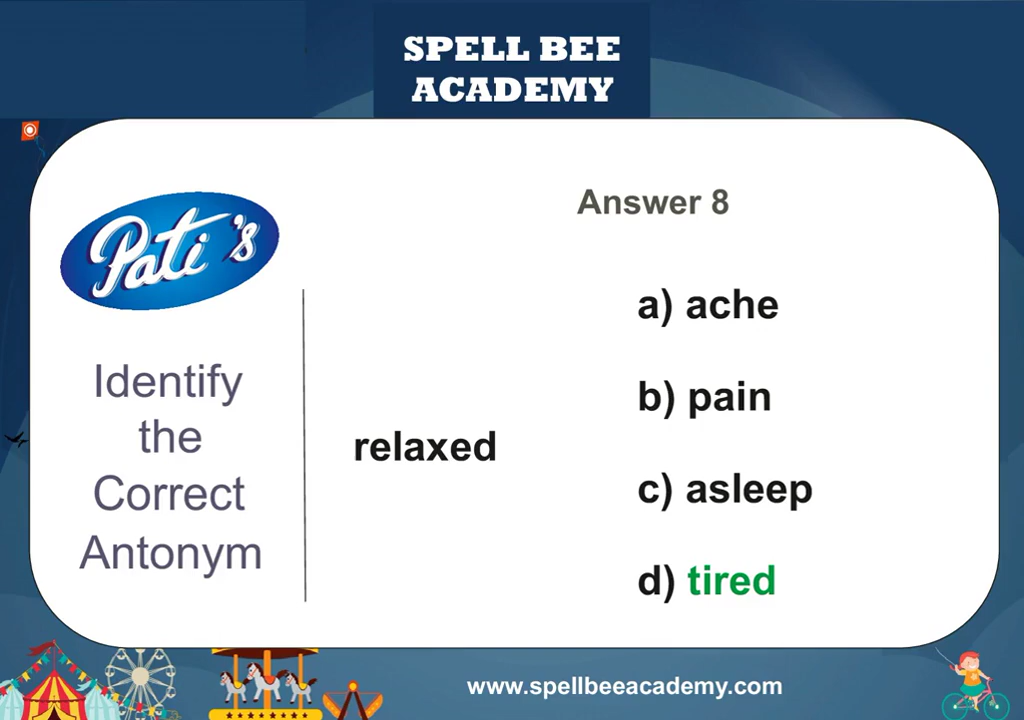 SPELL BEE
ACADEMY
Pati's
Answer 8
Identify
the
Correct
Antonym
relaxed
a) ache
b) pain
c) asleep
d) tired
www.spellbeeacademy.com